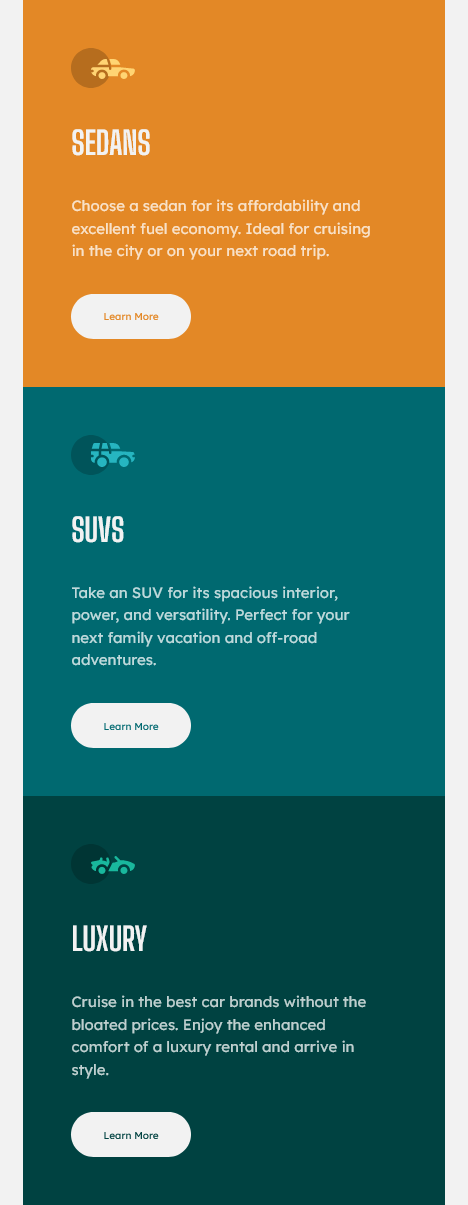 SEDANS
Choose a sedan for its affordability and
excellent fuel economy. Ideal for cruising
in the city or on your next road trip.
Learn More
SUVS
Take an SUV for its spacious interior,
power, and versatility. Perfect for your
next family vacation and off-road
adventures.
Learn More
LUXURY
Cruise in the best car brands without the
bloated prices. Enjoy the enhanced
comfort of a luxury rental and arrive in
style.
Learn More